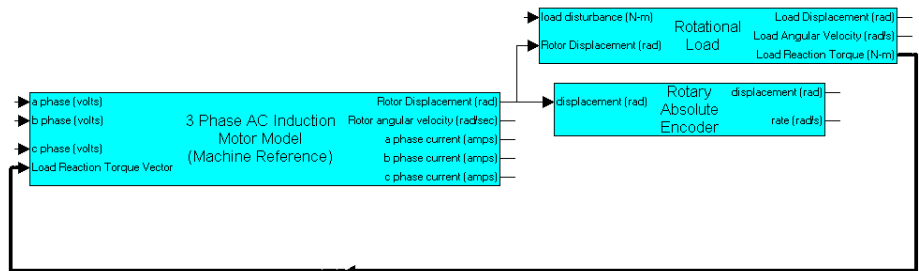 load disturbance (N-m)
Rotor Displacement (rad)
Rotational
Load
Load Displacement (rad)
Load Angular Velocity (rad/s)
Load Reaction Torque (N-m)
a phase (volts)
b phase (volts)
c phase (volts)
Load Reaction Torque Vector
3 Phase AC Induction
Motor Model
(Machine Reference)
Rotor Displacement (rad)
Rotor angular velocity (rad/sec)
a phase current (amps)
b phase current (amps)
c phase current (amps)
displacement (rad)
Rotary
Absolute
Encoder
displacement (rad)
rate (rad/s)